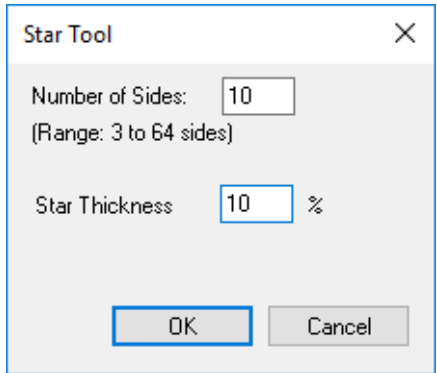 Star Tool
Number of Sides: 10
(Range: 3 to 64 sides)
Star Thickness 10 %
OK Cancel